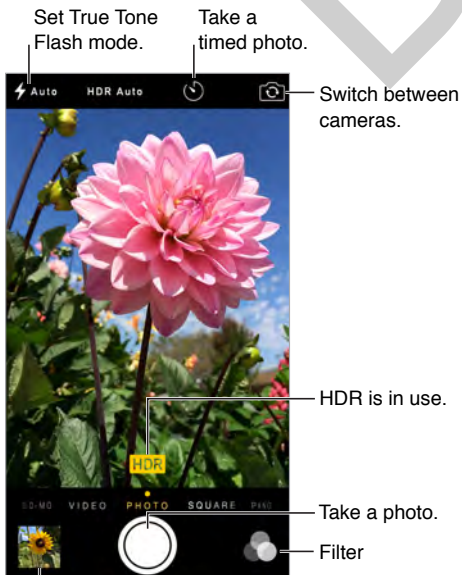 Set True Tone
Flash mode.
Take a
timed photo.
Auto
HDR Auto
Switch between
cameras.
HDR is in use.
HDR
VIDEO
PHOTO
SQUARE
PANO
Take a photo.
Filter